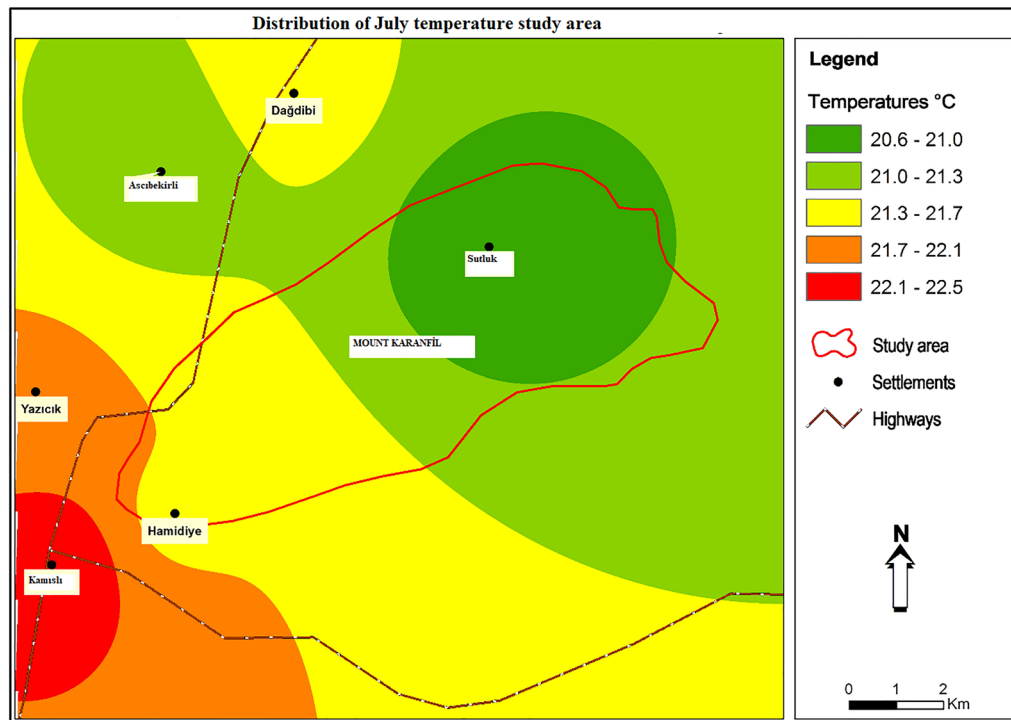 Distribution of July temperature study area
Dağdibi
Ascıbekirli
Sutluk
MOUNT KARANFİL
Yazıcık
Hamidiye
Kamıslı
Legend
Temperatures °C
20.6 - 21.0
21.0 - 21.3
21.3 - 21.7
21.7 - 22.1
22.1 - 22.5
Study area
Settlements
Highways
N
0 1 2
Km